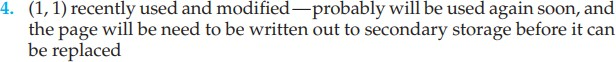 4. (1, 1) recently used and modified—probably will be used again soon, and
the page will be need to be written out to secondary storage before it can
be replaced